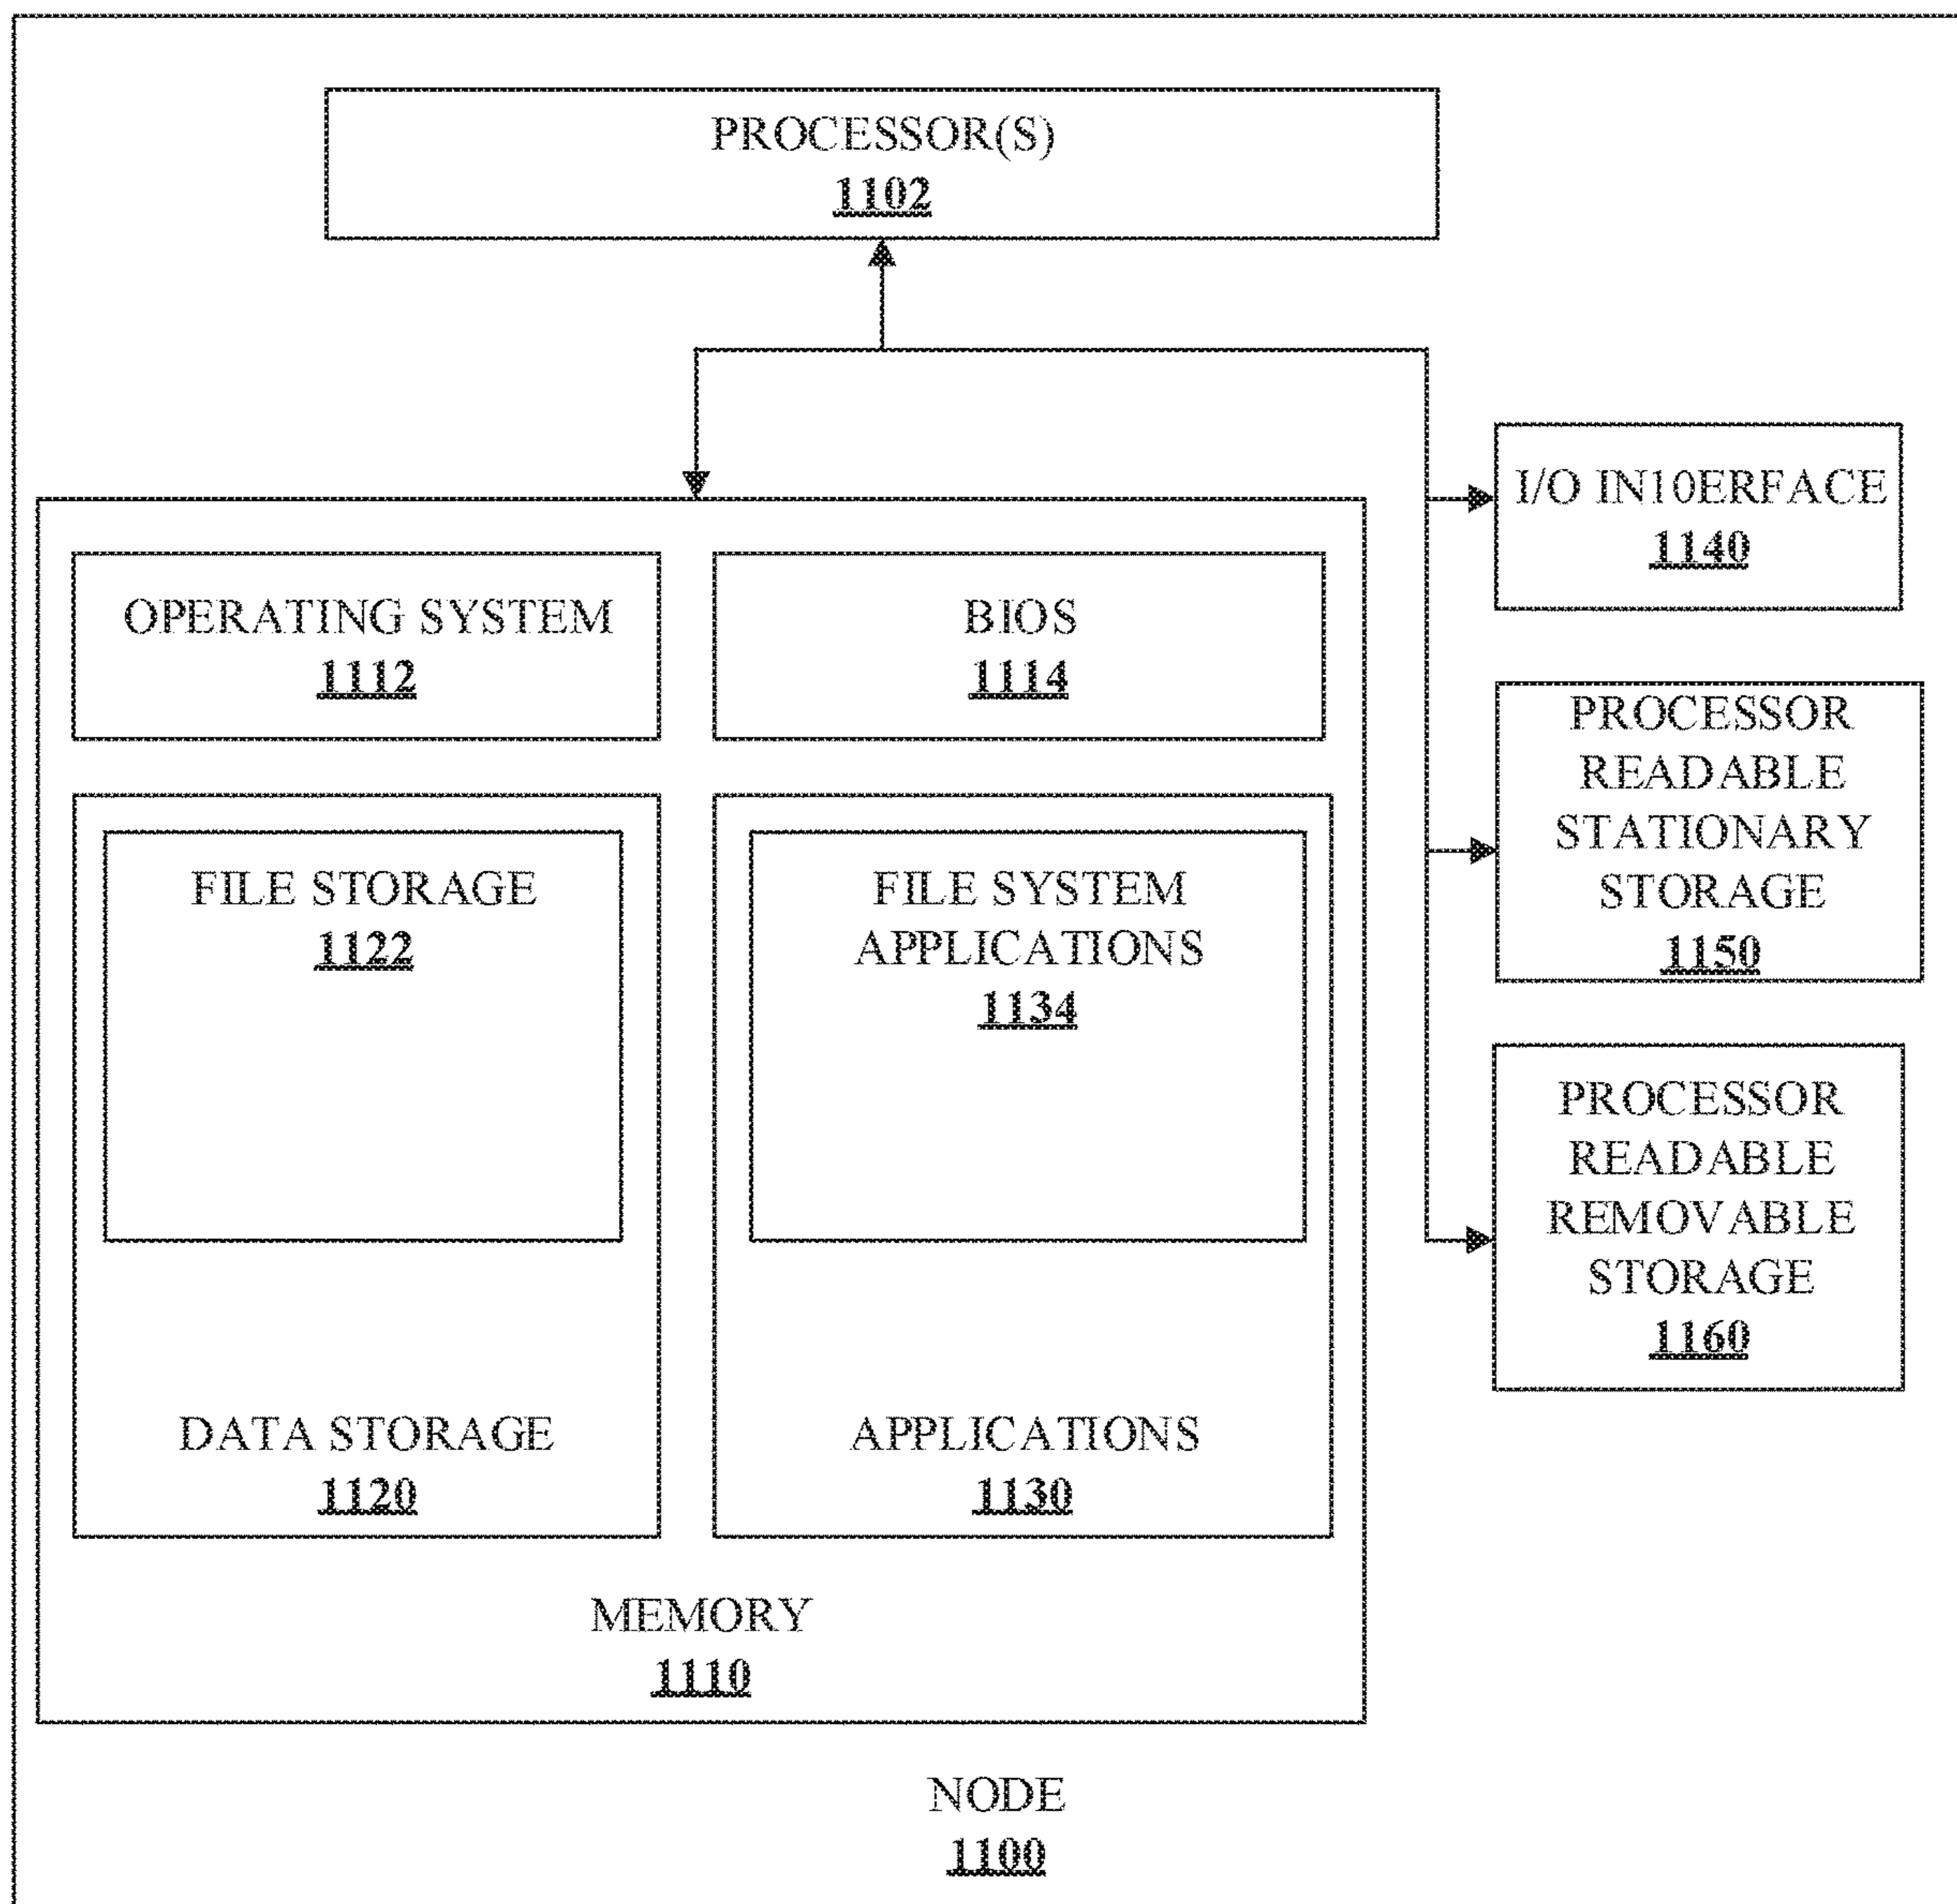 PROCESSOR(S)
1102
I/O IN10ERFACE
1140
OPERATING SYSTEM
1112
BIOS
1114
PROCESSOR
READABLE
STATIONARY
STORAGE
1150
FILE STORAGE
1122
FILE SYSTEM
APPLICATIONS
1134
PROCESSOR
READABLE
REMOVABLE
STORAGE
1160
DATA STORAGE
1120
APPLICATIONS
1130
MEMORY
1110
NODE
1100